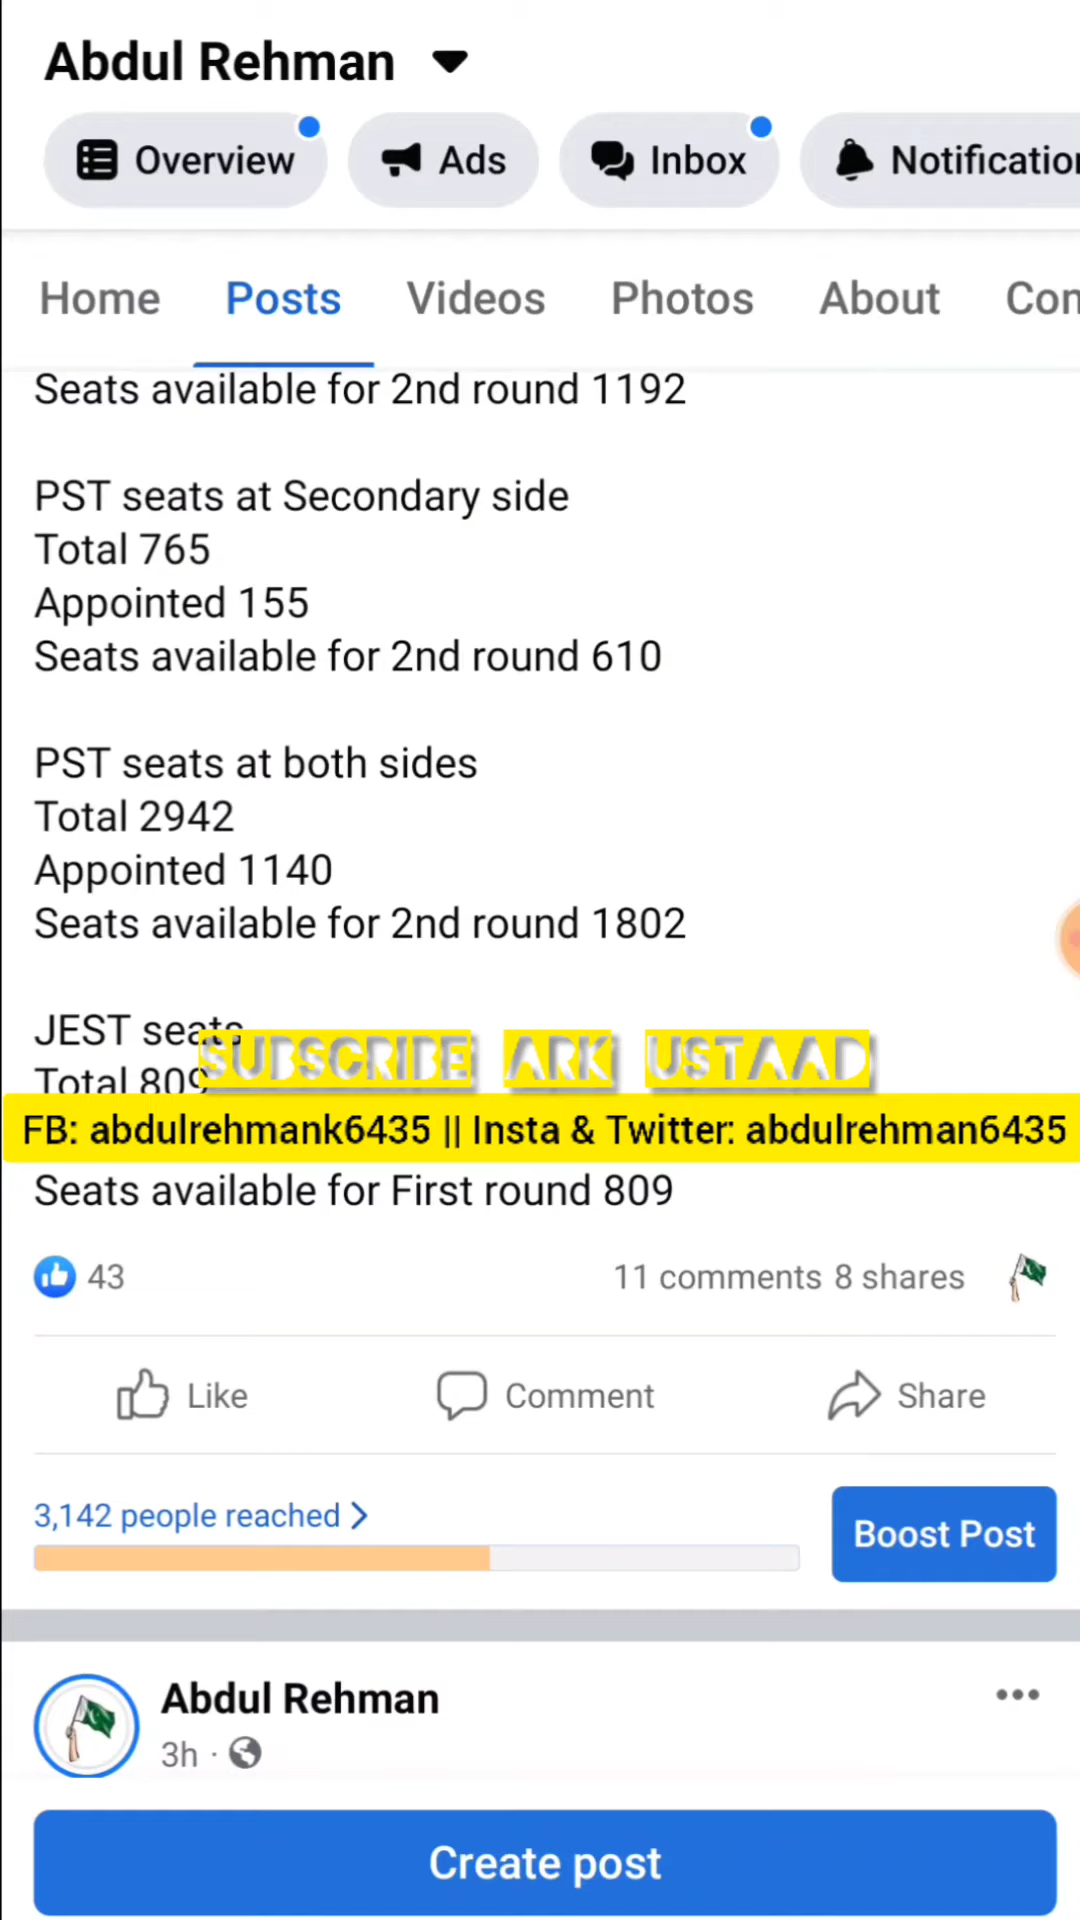 Abdul Rehman
Overview Ads Inbox
Home Posts Videos Photos About
Seats available for 2nd round 1192
PST seats at Secondary side
Total 765
Appointed 155
Seats available for 2nd round 610
PST seats at both sides
Total 2942
Appointed 1140
Seats available for 2nd round 1802
JEST seats
Total 809
SUBSCRIBE ARK USTAAD
FB: abdulrehmank6435 || Insta & Twitter: abdulrehman6435
Seats available for First round 809
43 11 comments 8 shares
Like Comment Share
3,142 people reached
Boost Post
Abdul Rehman
3h ·
Create post